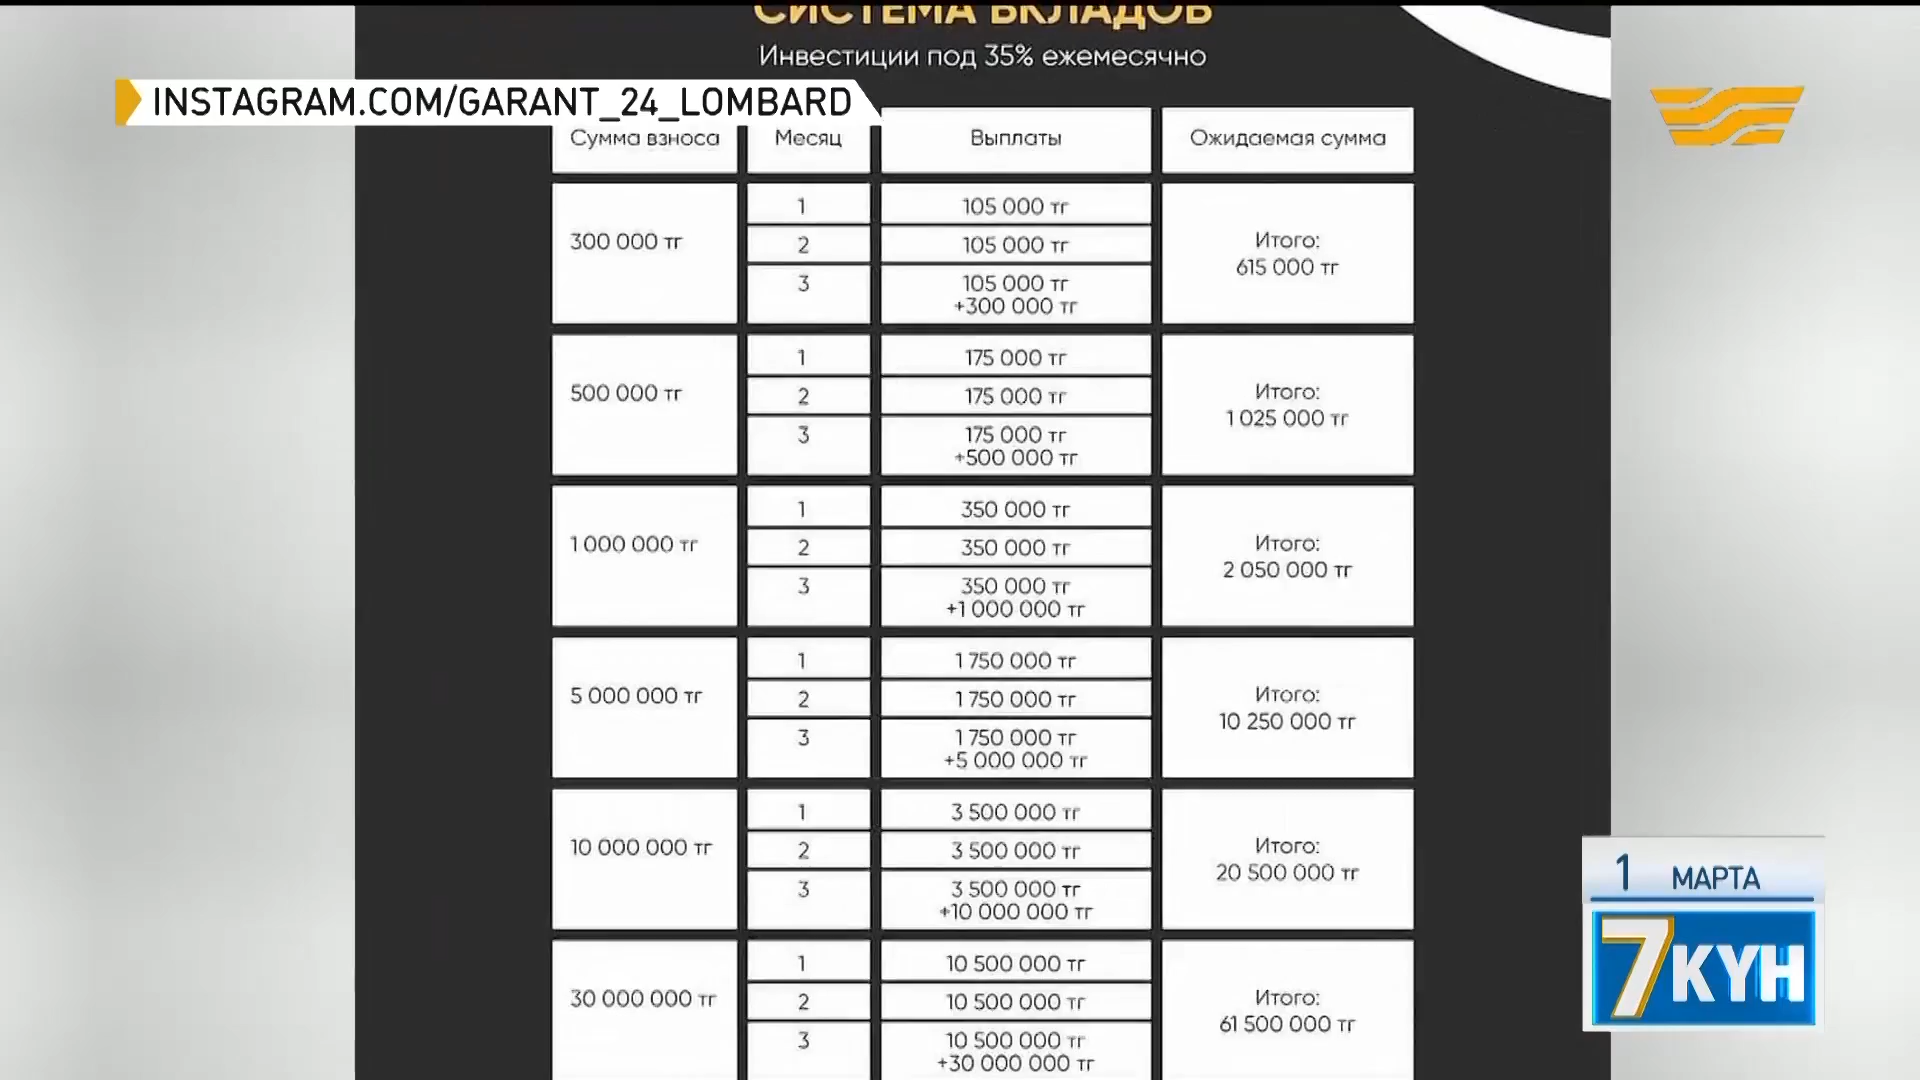 СИСТЕМА ВКЛАДОВ
Инвестиции под 35% ежемесячно
INSTAGRAM.COM/GARANT_24_LOMBARD
Сумма взноса Месяц Выплаты Ожидаемая сумма
300 000 тг
1 105 000 тг
2 105 000 тг
3 105 000 тг
+300 000 тг
Итого:
615 000 тг
500 000 тг
1 175 000 тг
2 175 000 тг
3 175 000 тг
+500 000 тг
Итого:
1 025 000 тг
1 000 000 тг
1 350 000 тг
2 350 000 тг
3 350 000 тг
+1 000 000 тг
Итого:
2 050 000 тг
5 000 000 тг
1 1 750 000 тг
2 1 750 000 тг
3 1 750 000 тг
+5 000 000 тг
Итого:
10 250 000 тг
10 000 000 тг
1 3 500 000 тг
2 3 500 000 тг
3 3 500 000 тг
+10 000 000 тг
Итого:
20 500 000 тг
30 000 000 тг
1 10 500 000 тг
2 10 500 000 тг
3 10 500 000 тг
+30 000 000 тг
Итого:
61 500 000 тг
1 МАРТА
7 КҮН